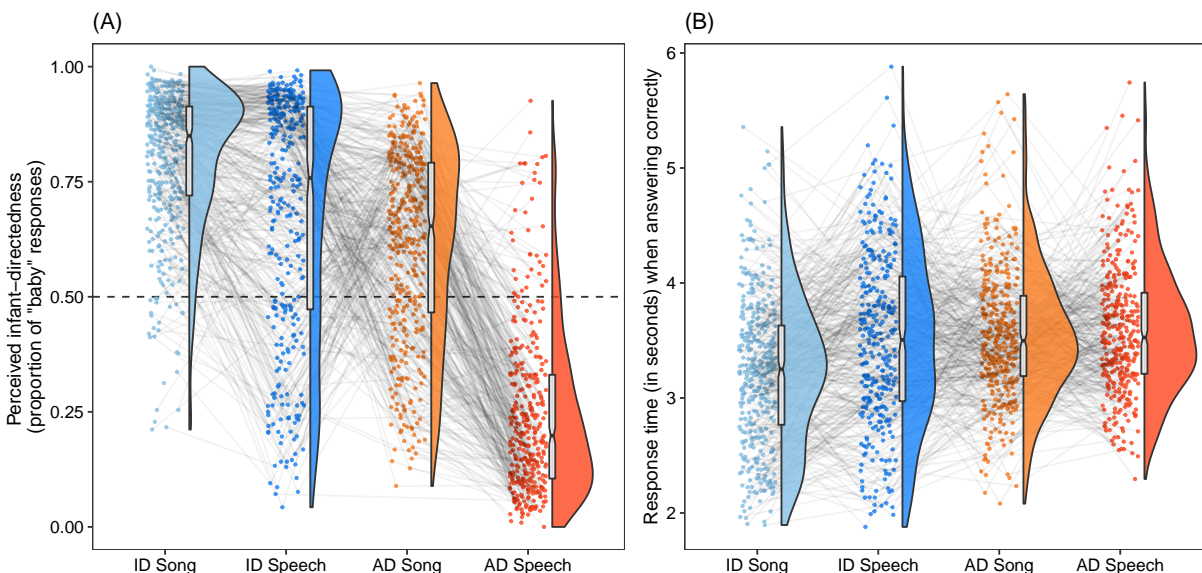 (A)
Perceived infant–directedness
(proportion of "baby" responses)
1.00
0.75
0.50
0.25
0.00
ID Song
ID Speech
AD Song
AD Speech
(B)
Response time (in seconds) when answering correctly
6
5
4
3
2
ID Song
ID Speech
AD Song
AD Speech